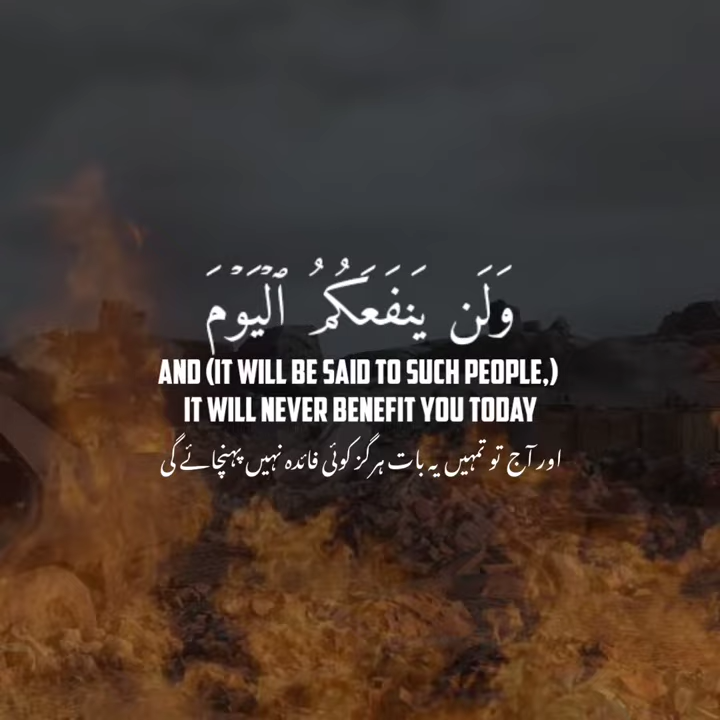 وَلَن يَنفَعَكُمُ ٱلْيَوْمَ
AND (IT WILL BE SAID TO SUCH PEOPLE,)
IT WILL NEVER BENEFIT YOU TODAY
اور آج تو تمہیں یہ بات ہرگز کوئی فائدہ نہیں پہنچائے گی